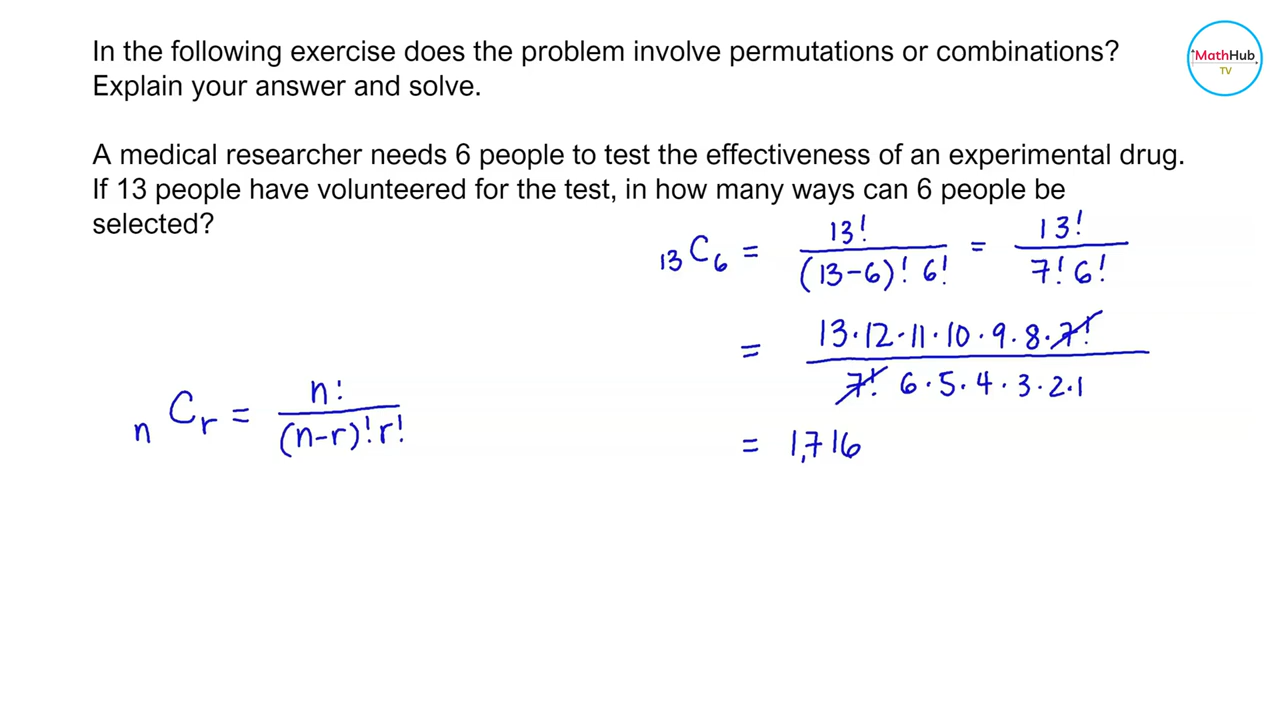 In the following exercise does the problem involve permutations or combinations?
Explain your answer and solve.
MathHub
TV
A medical researcher needs 6 people to test the effectiveness of an experimental drug.
If 13 people have volunteered for the test, in how many ways can 6 people be
selected?
₁₃C₆ = 13! / (13-6)! 6! = 13! / 7! 6!
= 13·12·11·10·9·8·7! / 7! 6·5·4·3·2·1
ₙCᵣ = n! / (n-r)! r!
= 1,716